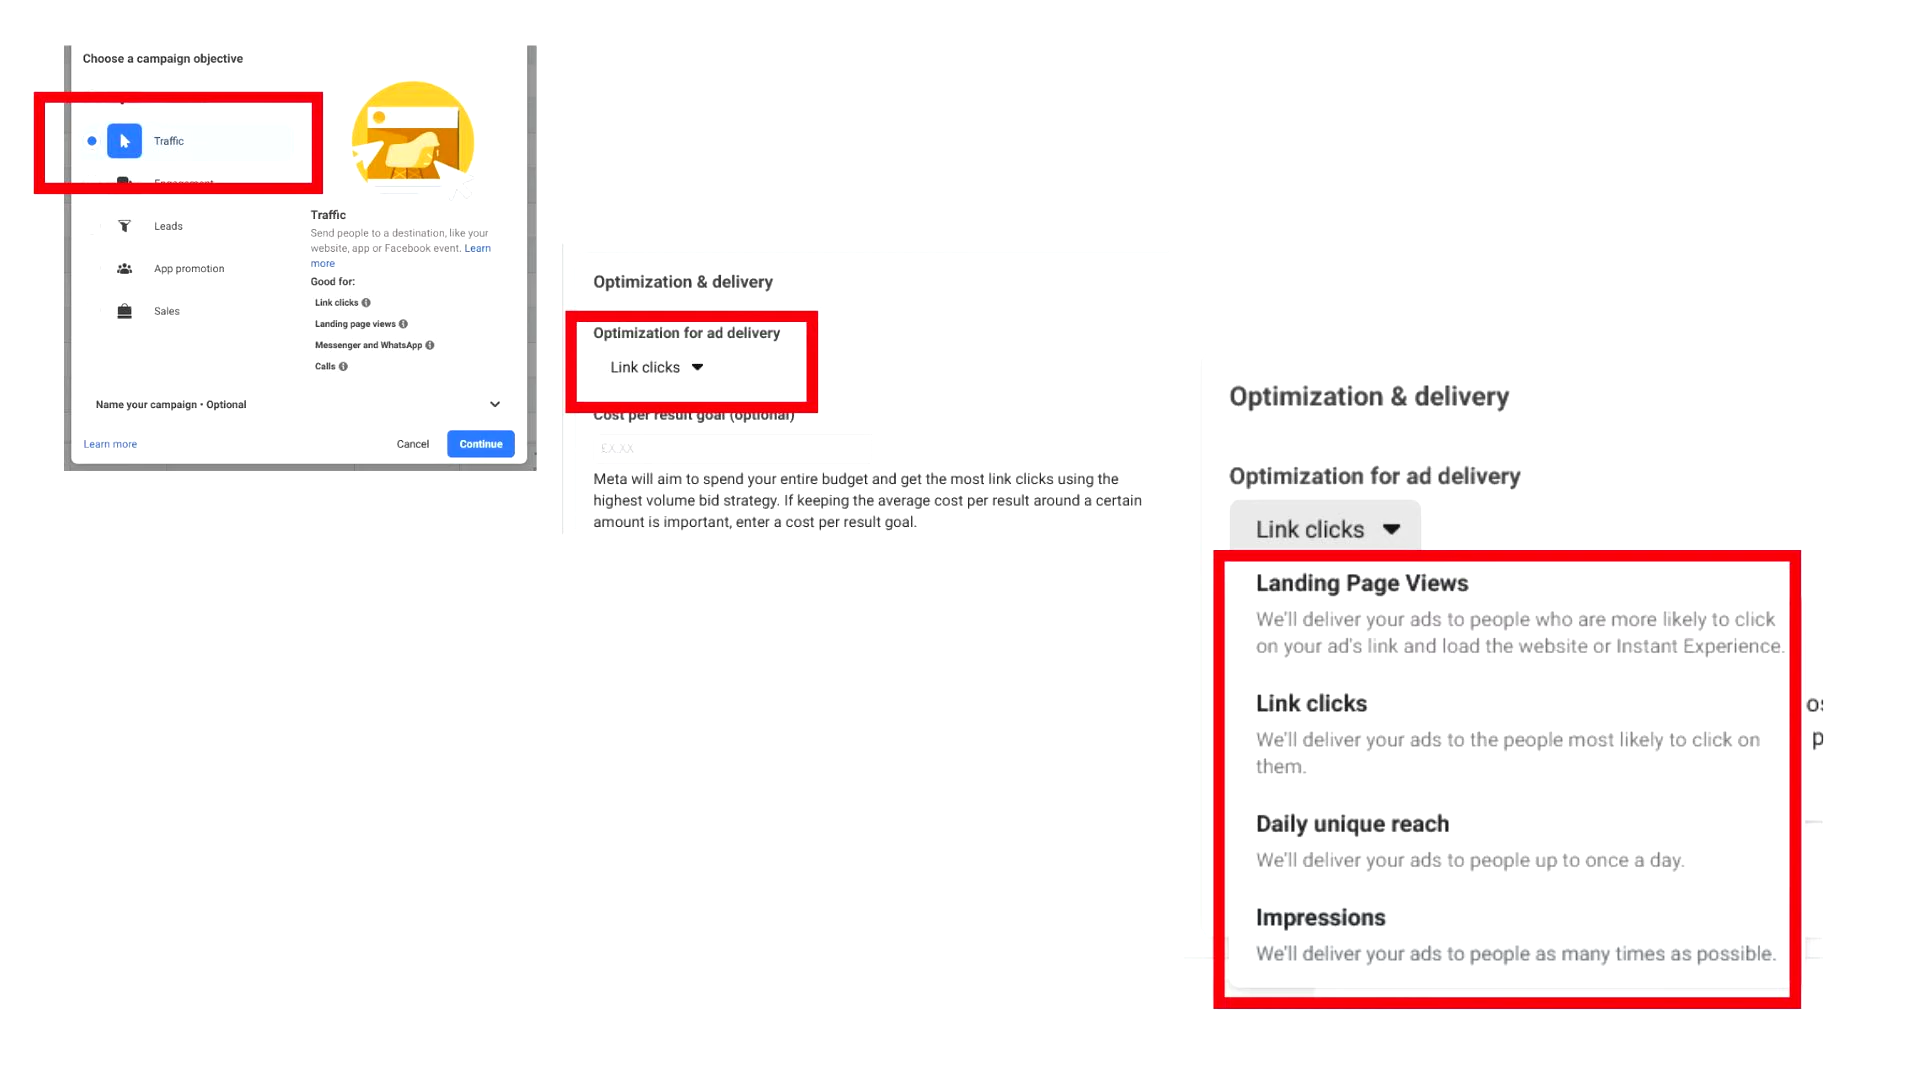 Choose a campaign objective
Traffic
Engagement
Leads
App promotion
Sales
Traffic
Send people to a destination, like your
website, app or Facebook event. Learn
more
Good for:
Link clicks
Landing page views
Messenger and WhatsApp
Calls
Name your campaign • Optional
Learn more
Cancel
Continue
Optimization & delivery
Optimization for ad delivery
Link clicks
Cost per result goal (optional)
£X.XX
Meta will aim to spend your entire budget and get the most link clicks using the
highest volume bid strategy. If keeping the average cost per result around a certain
amount is important, enter a cost per result goal.
Optimization & delivery
Optimization for ad delivery
Link clicks
Landing Page Views
We'll deliver your ads to people who are more likely to click
on your ad's link and load the website or Instant Experience.
Link clicks
We'll deliver your ads to the people most likely to click on
them.
Daily unique reach
We'll deliver your ads to people up to once a day.
Impressions
We'll deliver your ads to people as many times as possible.